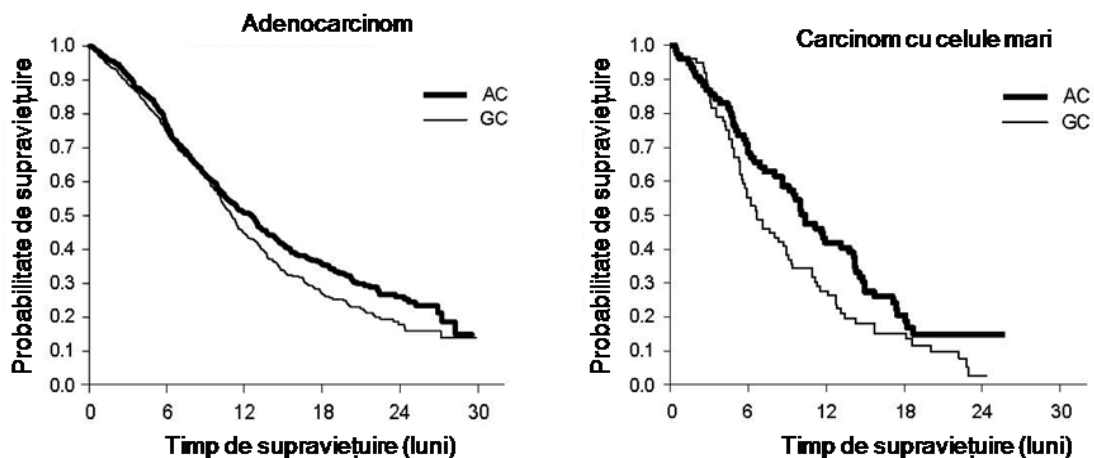 Adenocarcinom
Probabilitate de supraviețuire
1.0
0.9
0.8
0.7
0.6
0.5
0.4
0.3
0.2
0.1
0.0
AC
GC
0 6 12 18 24 30
Timp de supraviețuire (luni)
Carcinom cu celule mari
Probabilitate de supraviețuire
1.0
0.9
0.8
0.7
0.6
0.5
0.4
0.3
0.2
0.1
0.0
AC
GC
0 6 12 18 24 30
Timp de supraviețuire (luni)